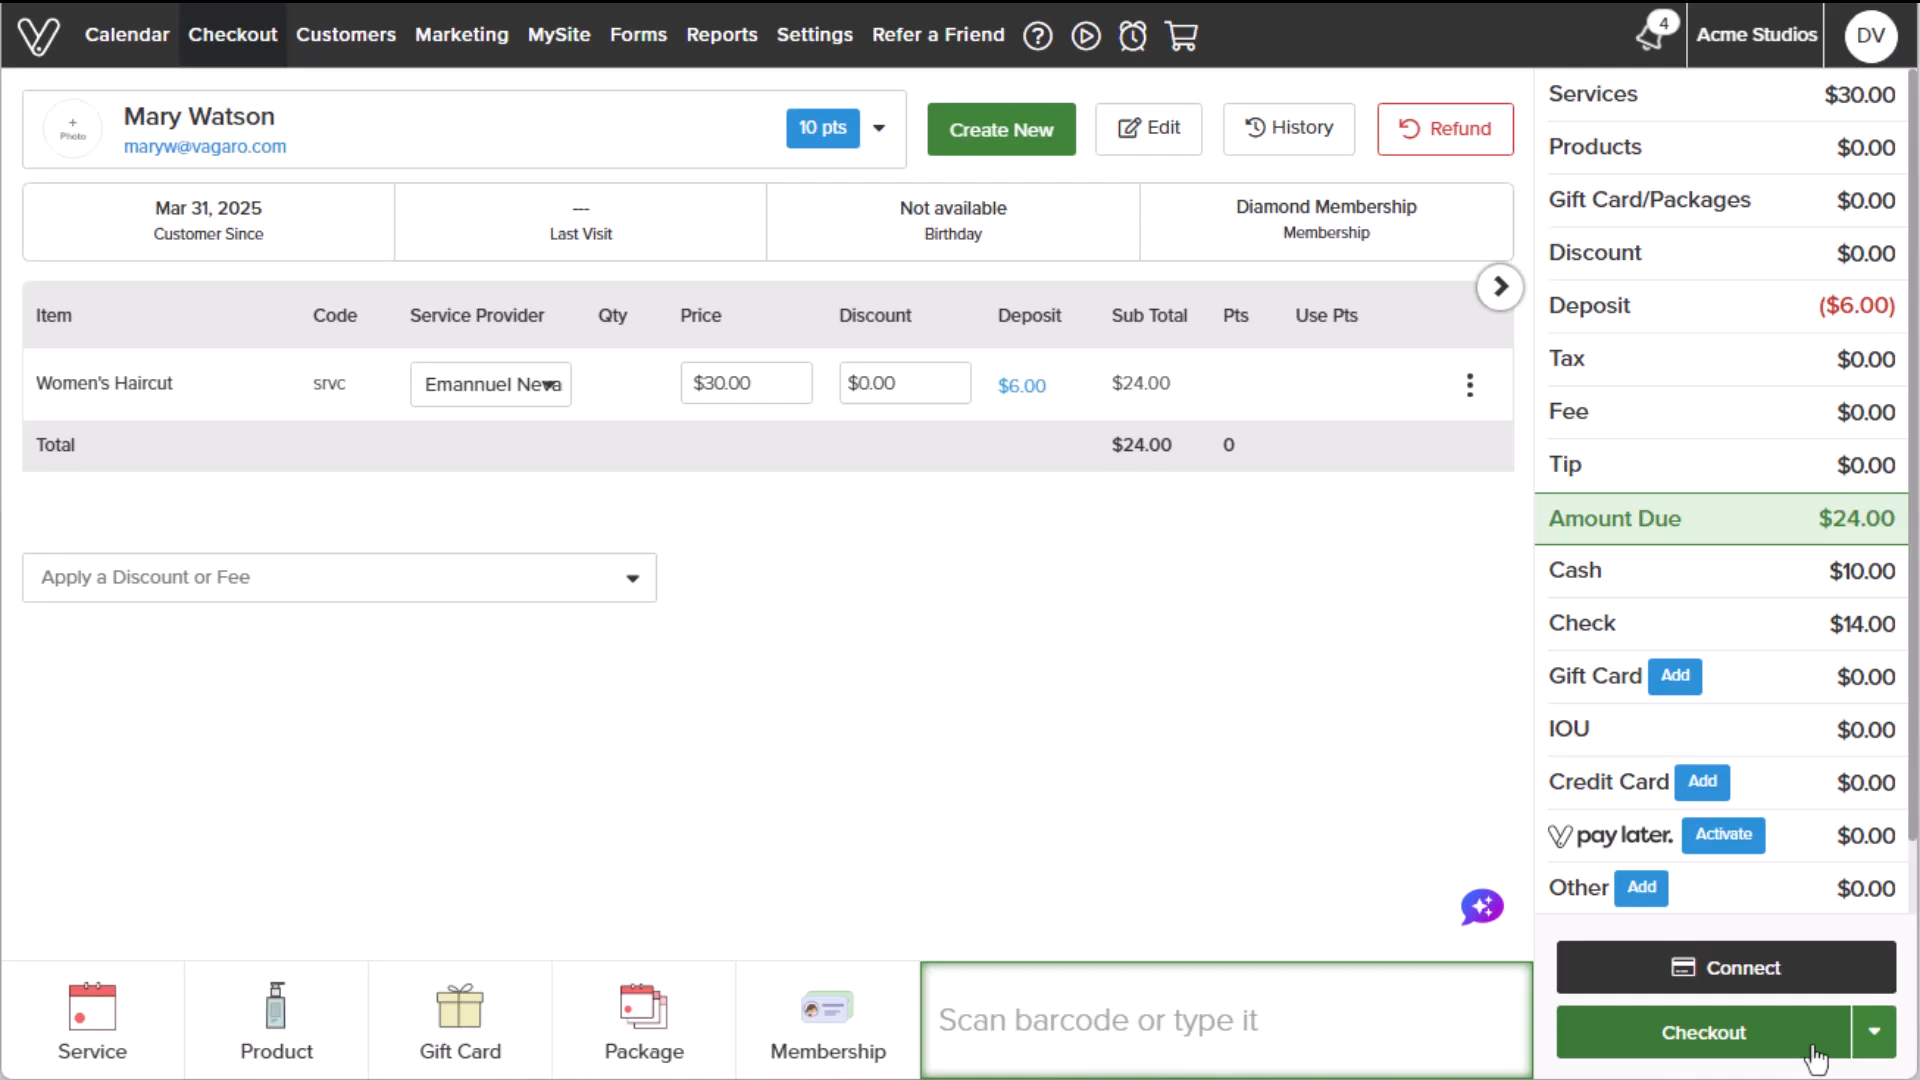 Calendar Checkout Customers Marketing MySite Forms Reports Settings Refer a Friend 4 Acme Studios DV
+ Photo
Mary Watson
maryw@vagaro.com
10 pts
Create New
Edit
History
Refund
Mar 31, 2025
Customer Since
---
Last Visit
Not available
Birthday
Diamond Membership
Membership
Item Code Service Provider Qty Price Discount Deposit Sub Total Pts Use Pts
Women's Haircut srvc Emannuel Neva $30.00 $0.00 $6.00 $24.00
Total $24.00 0
Apply a Discount or Fee
Service
Product
Gift Card
Package
Membership
Scan barcode or type it
Services $30.00
Products $0.00
Gift Card/Packages $0.00
Discount $0.00
Deposit ($6.00)
Tax $0.00
Fee $0.00
Tip $0.00
Amount Due $24.00
Cash $10.00
Check $14.00
Gift Card Add $0.00
IOU $0.00
Credit Card Add $0.00
pay later. Activate $0.00
Other Add $0.00
Connect
Checkout